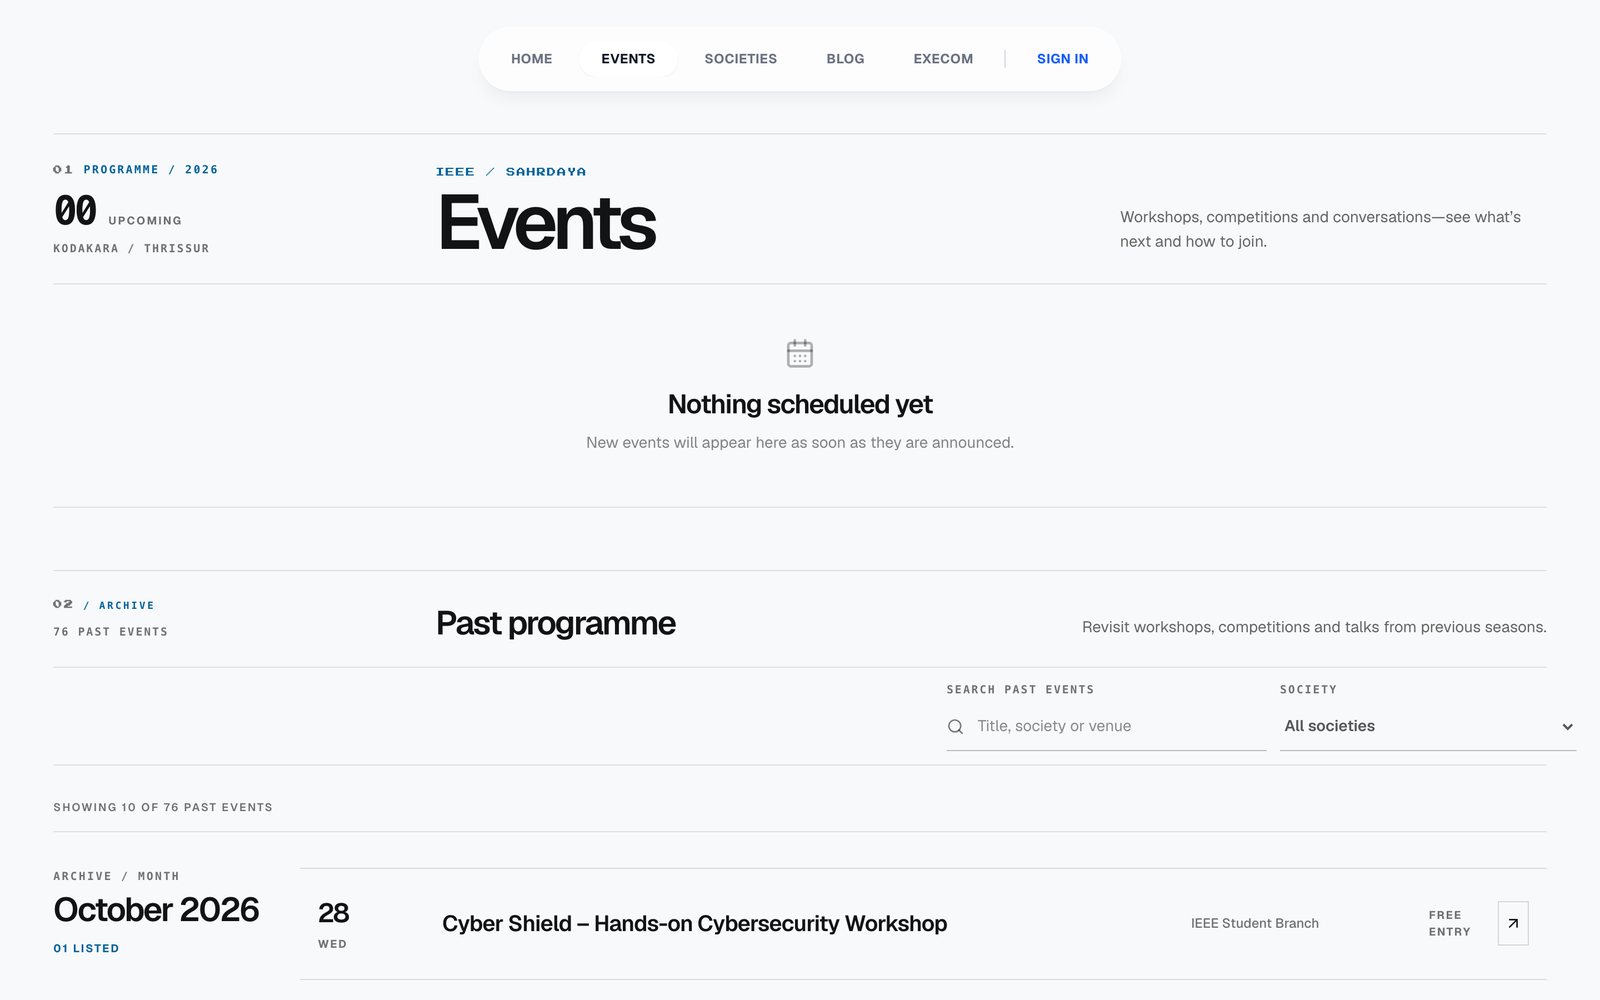 HOME EVENTS SOCIETIES BLOG EXECOM SIGN IN
01 PROGRAMME / 2026
00 UPCOMING
KODAKARA / THRISSUR
IEEE / SAHRDAYA
Events
Workshops, competitions and conversations—see what’s
next and how to join.
Nothing scheduled yet
New events will appear here as soon as they are announced.
02 / ARCHIVE
76 PAST EVENTS
Past programme
Revisit workshops, competitions and talks from previous seasons.
SEARCH PAST EVENTS
Title, society or venue
SOCIETY
All societies
SHOWING 10 OF 76 PAST EVENTS
ARCHIVE / MONTH
October 2026
01 LISTED
28
WED
Cyber Shield – Hands-on Cybersecurity Workshop
IEEE Student Branch
FREE
ENTRY